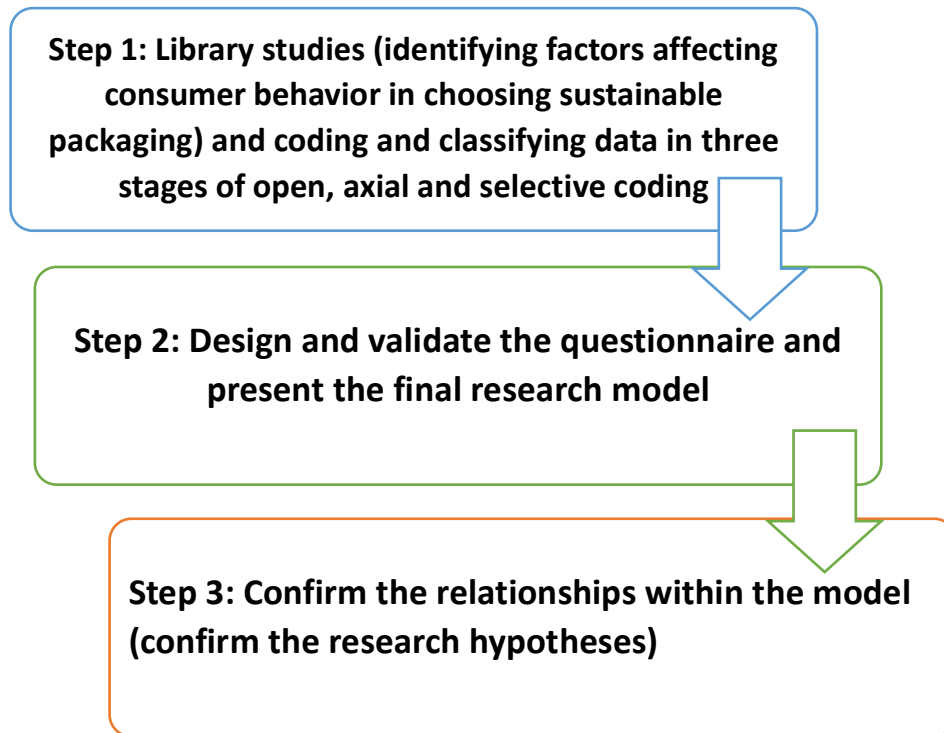 Step 1: Library studies (identifying factors affecting
consumer behavior in choosing sustainable
packaging) and coding and classifying data in three
stages of open, axial and selective coding
Step 2: Design and validate the questionnaire and
present the final research model
Step 3: Confirm the relationships within the model
(confirm the research hypotheses)